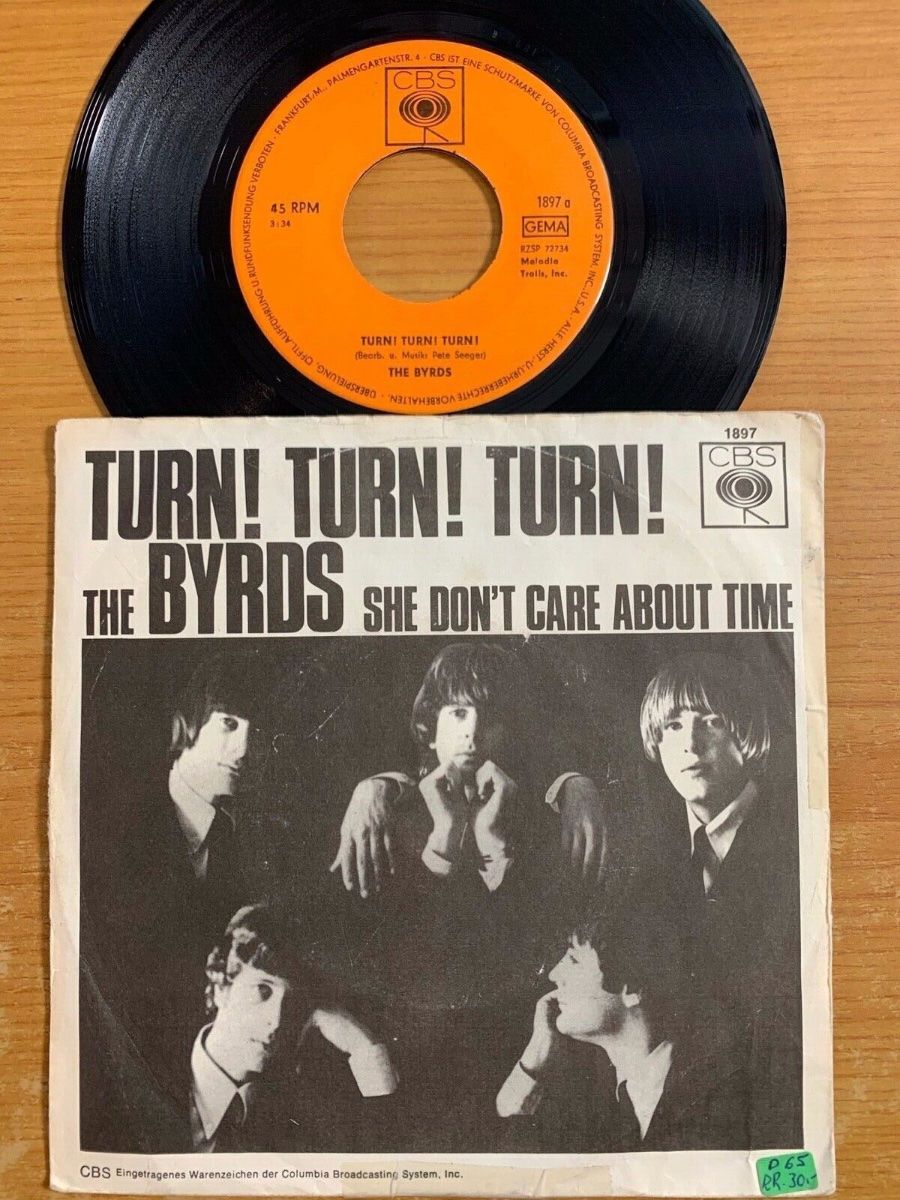 ÜBERSPIELUNG, ÖFFTL. AUFFÜHRUNG U. RUNDFUNKSENDUNG VERBOTEN · FRANKFURT/M., PALMENGARTENSTR. 4 · CBS IST EINE SCHUTZMARKE VON COLUMBIA BROADCASTING SYSTEM, INC., U.S.A. · ALLE HERST.- U. URHEBERRECHTE VORBEHALTEN. ·
CBS
45 RPM
3:34
1897 a
GEMA
RZSP 72734
Melodie
Trails, Inc.
TURN! TURN! TURN!
(Bearb. u. Musik: Pete Seeger)
THE BYRDS
1897
CBS
TURN! TURN! TURN!
THE BYRDS SHE DON'T CARE ABOUT TIME
CBS Eingetragenes Warenzeichen der Columbia Broadcasting System, Inc.
D 65
RR. 30.-